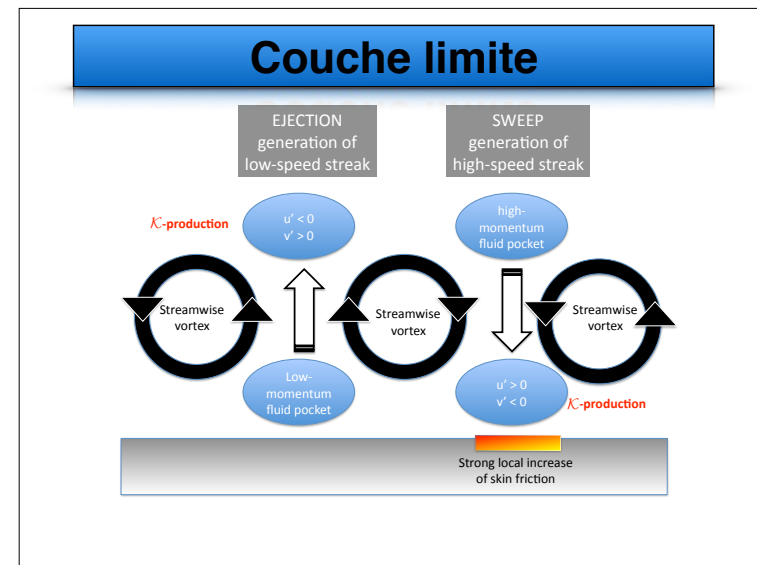 Couche limite
EJECTION
generation of
low-speed streak
SWEEP
generation of
high-speed streak
K-production
u' < 0
v' > 0
high-
momentum
fluid pocket
Streamwise
vortex
Streamwise
vortex
Streamwise
vortex
Low-
momentum
fluid pocket
u' > 0
v' < 0
K-production
Strong local increase
of skin friction